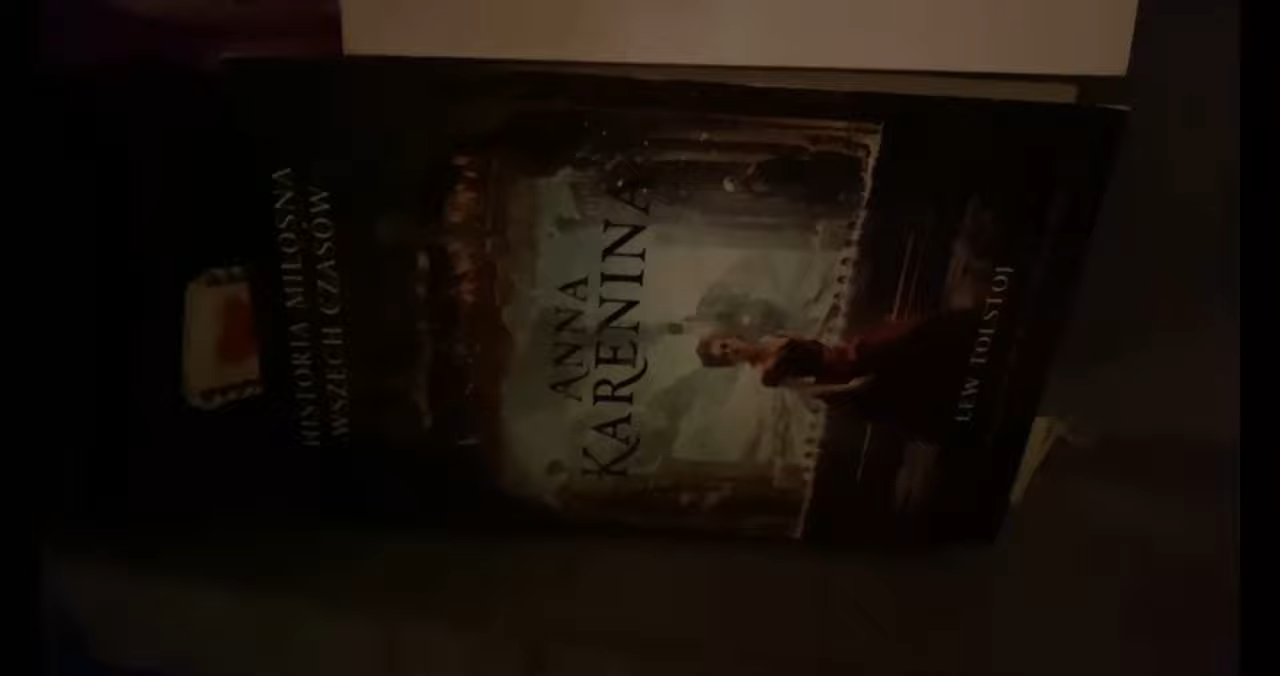 HISTORIA MIŁOSNA
WSZECH CZASÓW
ANNA
KARENINA
LEW TOŁSTOJ